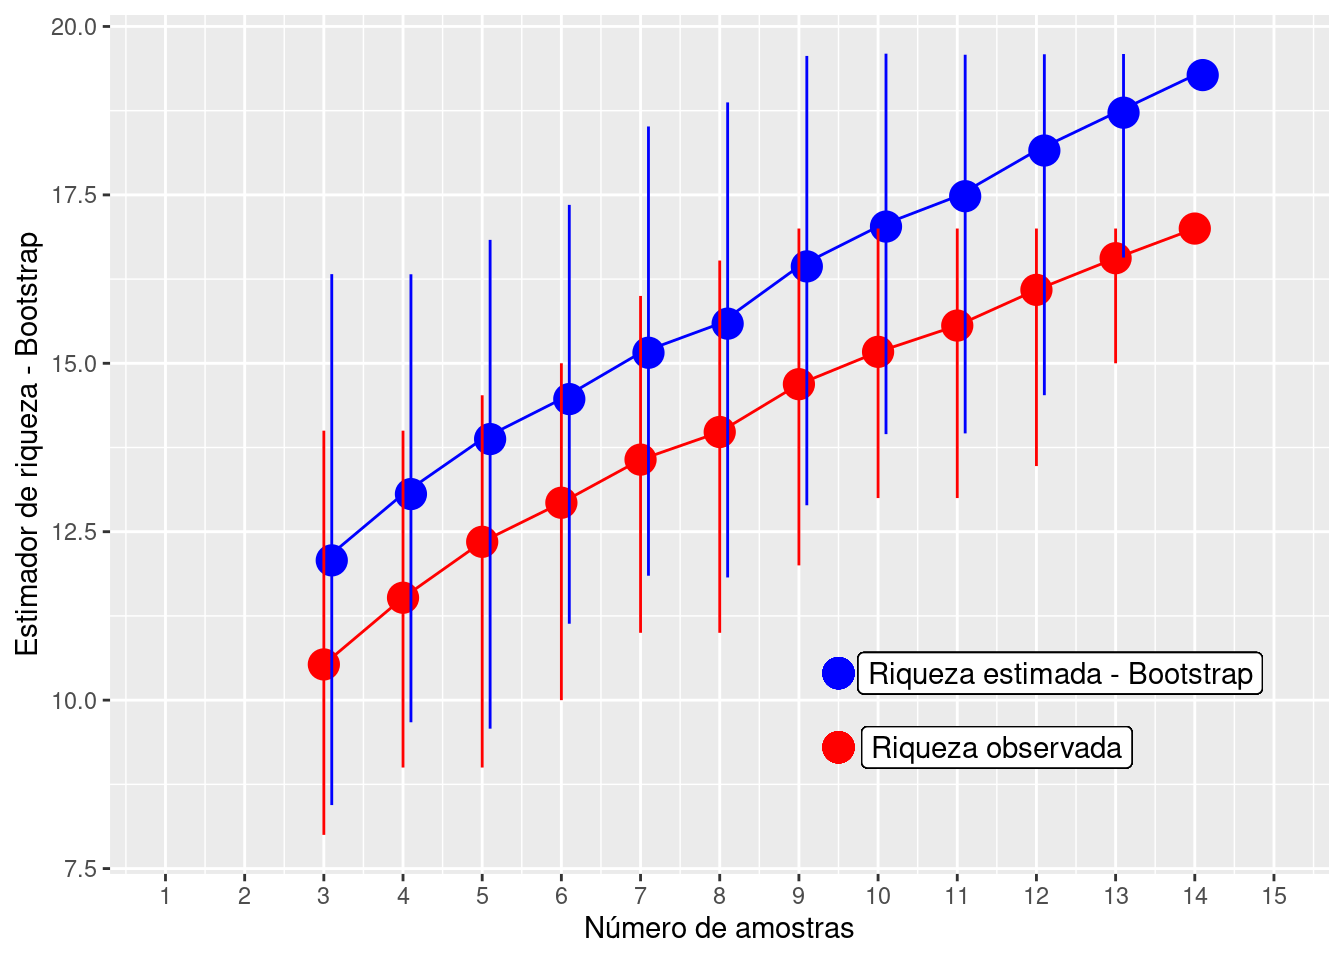 Estimador de riqueza - Bootstrap
20.0
17.5
15.0
12.5
10.0
7.5
Riqueza estimada - Bootstrap
Riqueza observada
1 2 3 4 5 6 7 8 9 10 11 12 13 14 15
Número de amostras